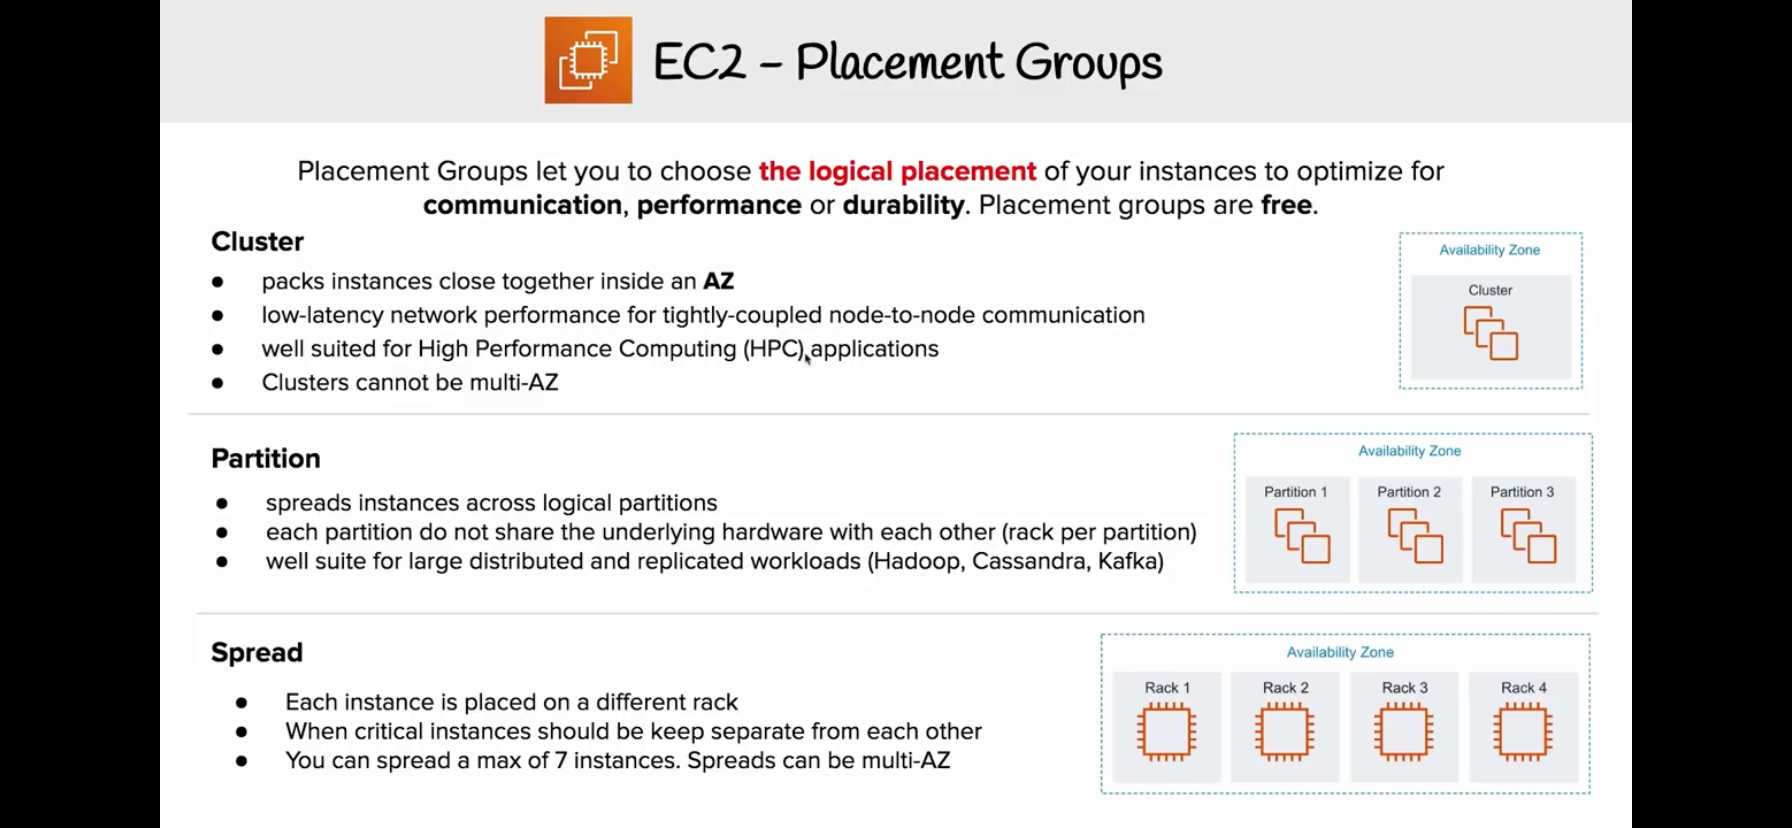 EC2 – Placement Groups
Placement Groups let you to choose the logical placement of your instances to optimize for
communication, performance or durability. Placement groups are free.
Cluster
● packs instances close together inside an AZ
● low-latency network performance for tightly-coupled node-to-node communication
● well suited for High Performance Computing (HPC) applications
● Clusters cannot be multi-AZ
Availability Zone
Cluster
Partition
● spreads instances across logical partitions
● each partition do not share the underlying hardware with each other (rack per partition)
● well suite for large distributed and replicated workloads (Hadoop, Cassandra, Kafka)
Availability Zone
Partition 1 Partition 2 Partition 3
Spread
● Each instance is placed on a different rack
● When critical instances should be keep separate from each other
● You can spread a max of 7 instances. Spreads can be multi-AZ
Availability Zone
Rack 1 Rack 2 Rack 3 Rack 4